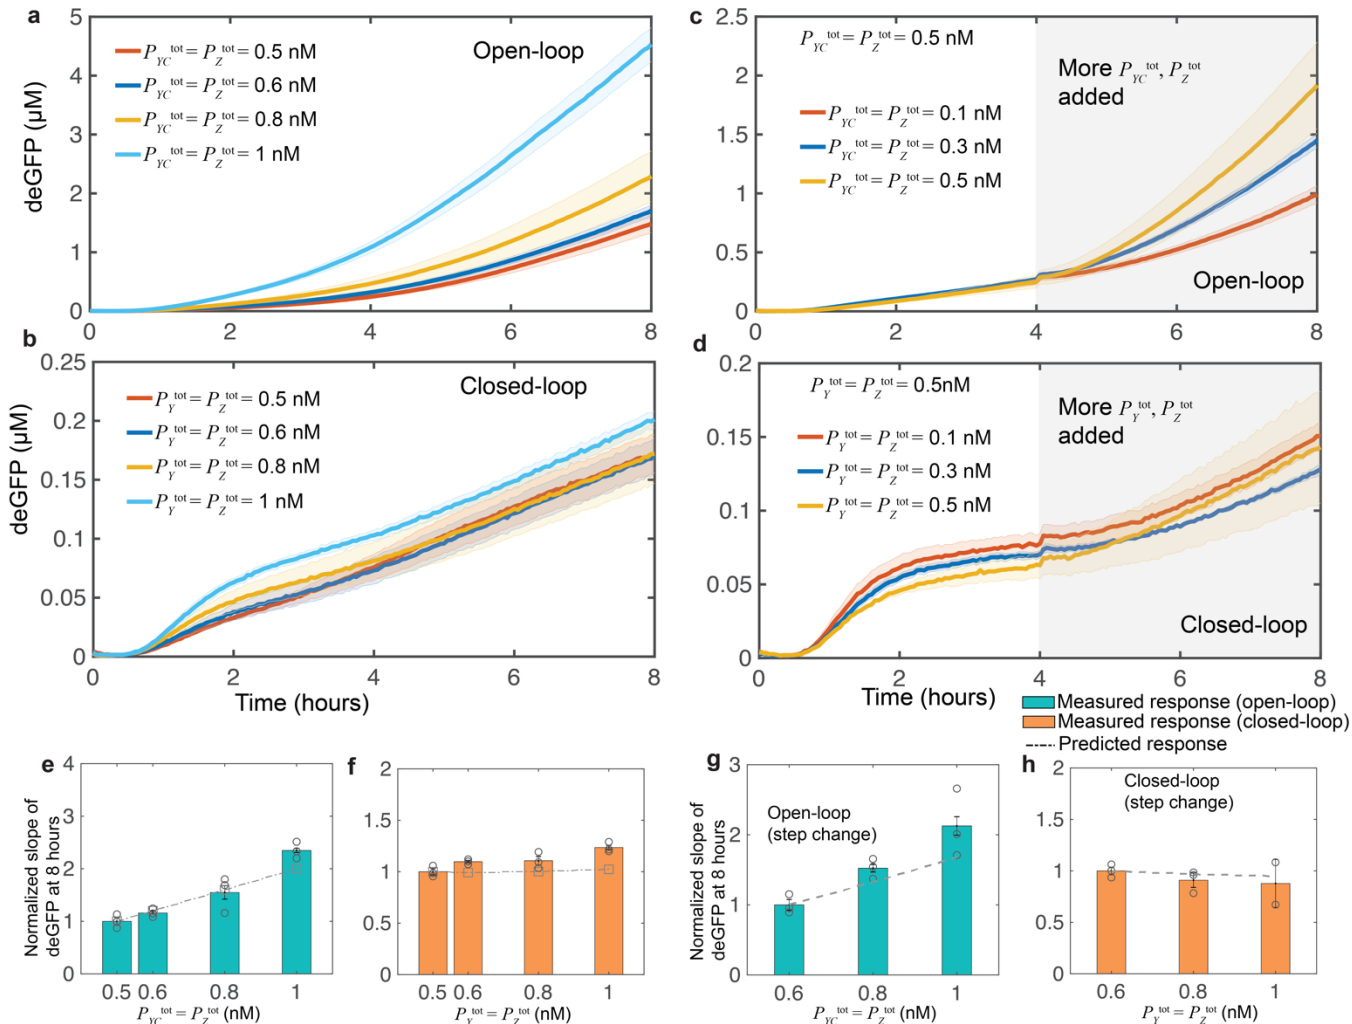 a
Open-loop
P_YC^tot = P_Z^tot = 0.5 nM
P_YC^tot = P_Z^tot = 0.6 nM
P_YC^tot = P_Z^tot = 0.8 nM
P_YC^tot = P_Z^tot = 1 nM
deGFP (μM)
5
4
3
2
1
0
0 2 4 6 8
b
Closed-loop
P_Y^tot = P_Z^tot = 0.5 nM
P_Y^tot = P_Z^tot = 0.6 nM
P_Y^tot = P_Z^tot = 0.8 nM
P_Y^tot = P_Z^tot = 1 nM
deGFP (μM)
0.25
0.2
0.15
0.1
0.05
0
0 2 4 6 8
Time (hours)
c
P_YC^tot = P_Z^tot = 0.5 nM
More P_YC^tot, P_Z^tot
added
P_YC^tot = P_Z^tot = 0.1 nM
P_YC^tot = P_Z^tot = 0.3 nM
P_YC^tot = P_Z^tot = 0.5 nM
Open-loop
2.5
2
1.5
1
0.5
0
0 2 4 6 8
d
P_Y^tot = P_Z^tot = 0.5nM
More P_Y^tot, P_Z^tot
added
P_Y^tot = P_Z^tot = 0.1 nM
P_Y^tot = P_Z^tot = 0.3 nM
P_Y^tot = P_Z^tot = 0.5 nM
Closed-loop
0.2
0.15
0.1
0.05
0
0 2 4 6 8
Time (hours)
Measured response (open-loop)
Measured response (closed-loop)
Predicted response
e
Normalized slope of
deGFP at 8 hours
4
3
2
1
0
0.5 0.6 0.8 1
P_YC^tot = P_Z^tot (nM)
f
2
1.5
1
0.5
0
0.5 0.6 0.8 1
P_Y^tot = P_Z^tot (nM)
g
Open-loop
(step change)
Normalized slope of
deGFP at 8 hours
3
2
1
0
0.6 0.8 1
P_YC^tot = P_Z^tot (nM)
h
Closed-loop
(step change)
2
1.5
1
0.5
0
0.6 0.8 1
P_Y^tot = P_Z^tot (nM)